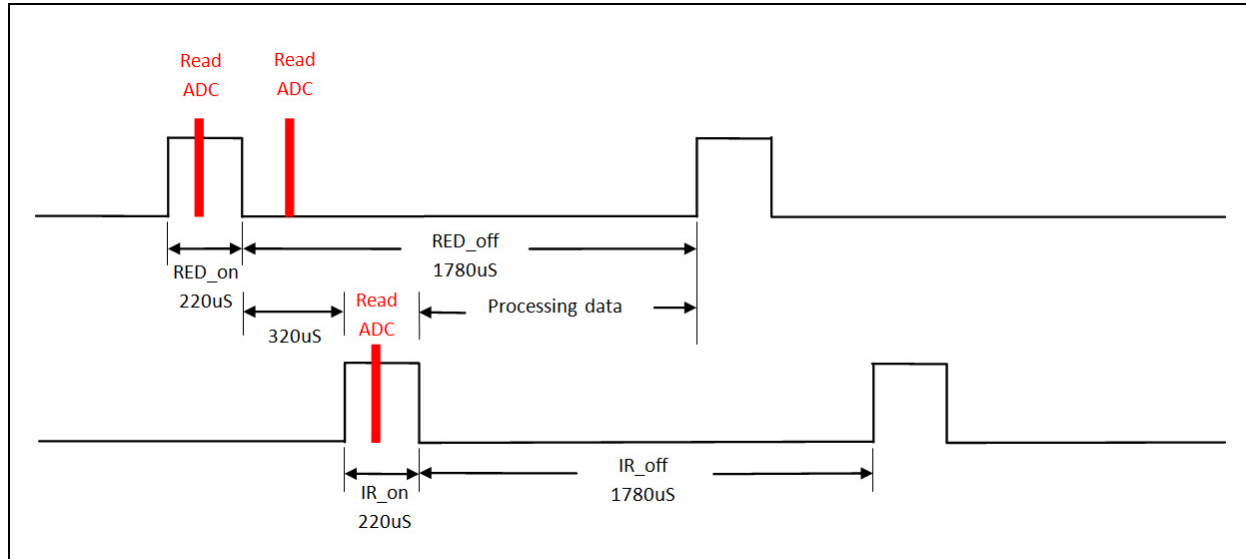 Read
ADC
Read
ADC
RED_off
1780uS
RED_on
220uS
Read
ADC
Processing data
320uS
IR_off
1780uS
IR_on
220uS